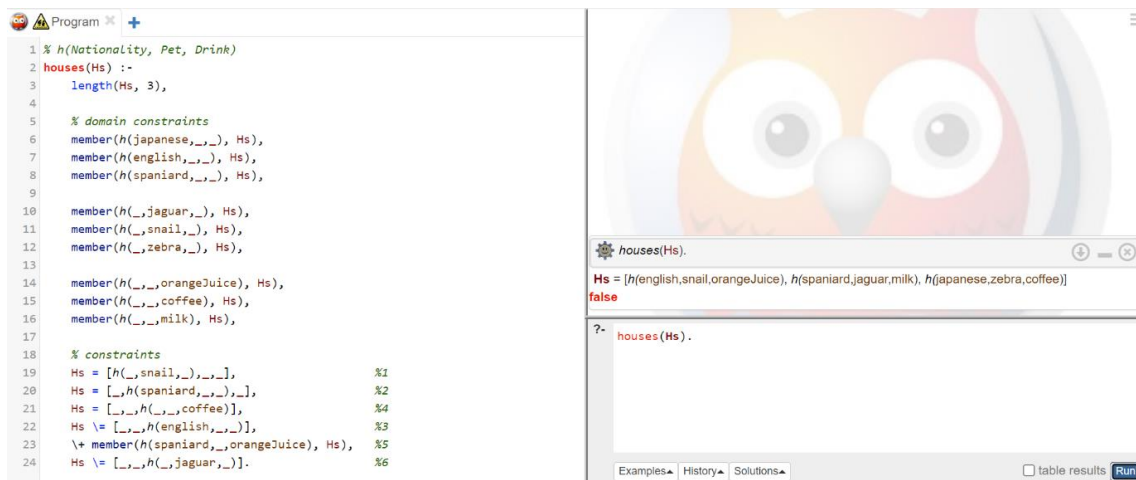 Program
1 % h(Nationality, Pet, Drink)
2 houses(Hs) :-
3 length(Hs, 3),
4
5 % domain constraints
6 member(h(japanese,_,_), Hs),
7 member(h(english,_,_), Hs),
8 member(h(spaniard,_,_), Hs),
9
10 member(h(_,jaguar,_), Hs),
11 member(h(_,snail,_), Hs),
12 member(h(_,zebra,_), Hs),
13
14 member(h(_,_,orangeJuice), Hs),
15 member(h(_,_,coffee), Hs),
16 member(h(_,_,milk), Hs),
17
18 % constraints
19 Hs = [h(_,snail,_),_,_], %1
20 Hs = [_,h(spaniard,_,_),_], %2
21 Hs = [_,_,h(_,_,coffee)], %4
22 Hs \= [_,_,h(english,_,_)], %3
23 \+ member(h(spaniard,_,orangeJuice), Hs), %5
24 Hs \= [_,_,h(_,jaguar,_)]. %6
houses(Hs).
Hs = [h(english,snail,orangeJuice), h(spaniard,jaguar,milk), h(japanese,zebra,coffee)]
false
?- houses(Hs).
Examples History Solutions table results Run